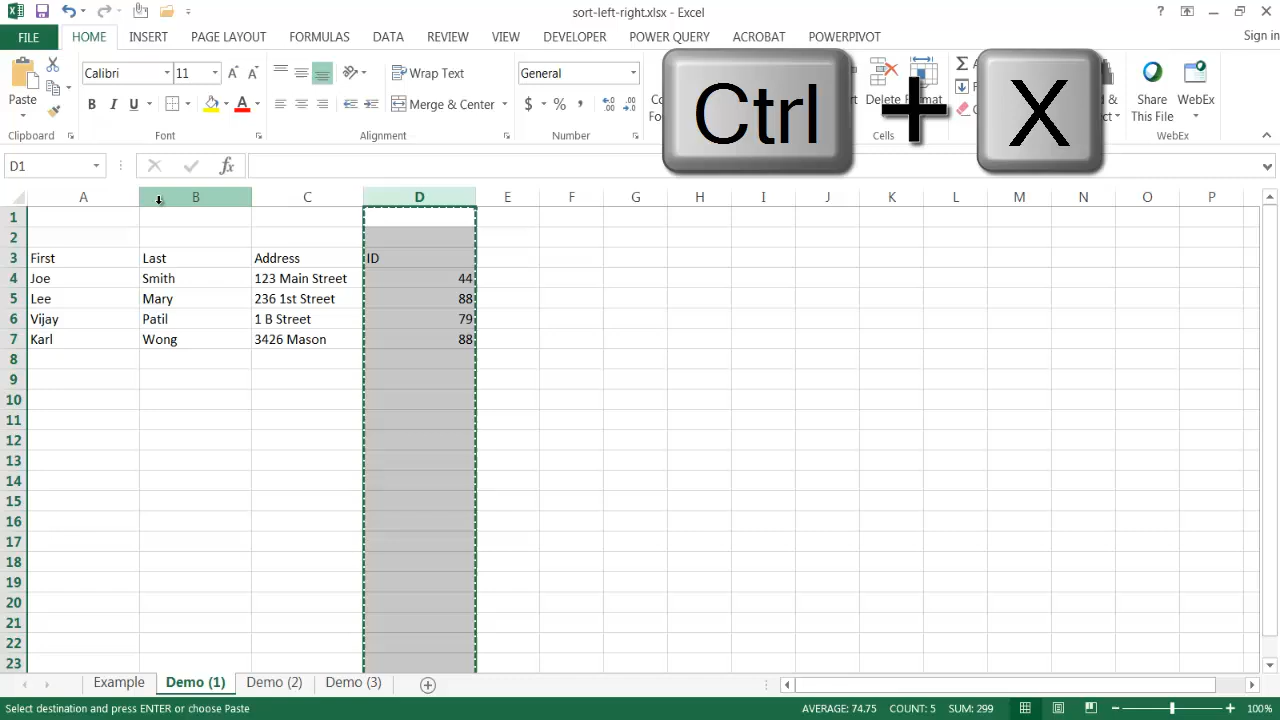 sort-left-right.xlsx - Excel
?
FILE HOME INSERT PAGE LAYOUT FORMULAS DATA REVIEW VIEW DEVELOPER POWER QUERY ACROBAT POWERPIVOT Sign in
Calibri 11 A A Wrap Text General
Paste B I U A Merge & Center $ % , Delete Format Share This File WebEx
Clipboard Font Alignment Number Cells WebEx
Ctrl + X
D1 fx
A B C D E F G H I J K L M N O P
1
2
3 First Last Address ID
4 Joe Smith 123 Main Street 44
5 Lee Mary 236 1st Street 88
6 Vijay Patil 1 B Street 79
7 Karl Wong 3426 Mason 88
8
9
10
11
12
13
14
15
16
17
18
19
20
21
22
23
Example Demo (1) Demo (2) Demo (3)
Select destination and press ENTER or choose Paste AVERAGE: 74.75 COUNT: 5 SUM: 299 100%